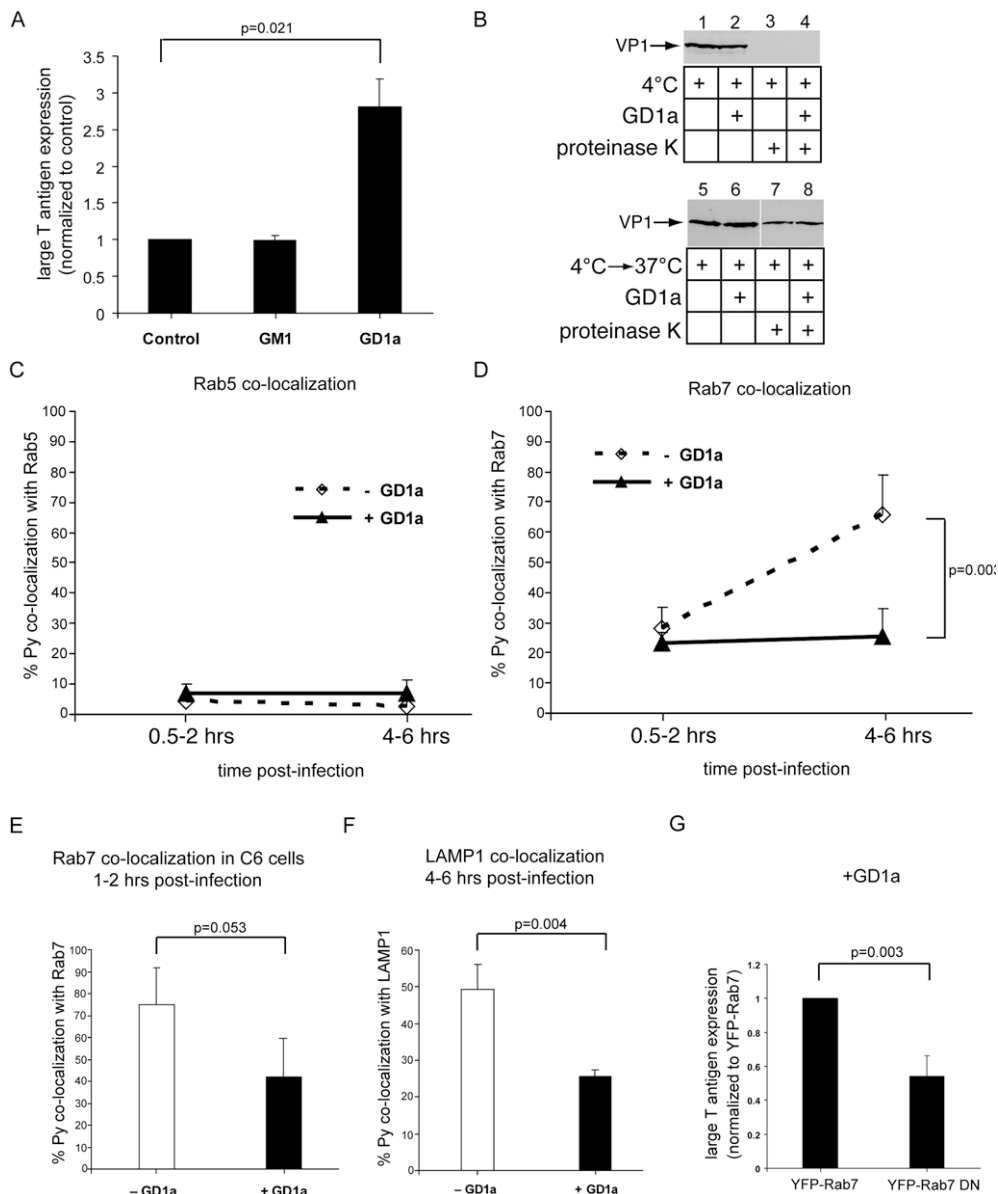 A
p=0.021
large T antigen expression
(normalized to control)
3.5
3
2.5
2
1.5
1
0.5
0
Control GM1 GD1a
B
1 2 3 4
VP1
4°C + + + +
GD1a + +
proteinase K + +
5 6 7 8
VP1
4°C → 37°C + + + +
GD1a + +
proteinase K + +
C
Rab5 co-localization
% Py co-localization with Rab5
100
90
80
70
60
50
40
30
20
10
0
- GD1a
+ GD1a
0.5-2 hrs 4-6 hrs
time post-infection
D
Rab7 co-localization
% Py co-localization with Rab7
100
90
80
70
60
50
40
30
20
10
0
- GD1a
+ GD1a
p=0.003
0.5-2 hrs 4-6 hrs
time post-infection
E
Rab7 co-localization in C6 cells
1-2 hrs post-infection
p=0.053
% Py co-localization with Rab7
100
90
80
70
60
50
40
30
20
10
0
– GD1a + GD1a
F
LAMP1 co-localization
4-6 hrs post-infection
p=0.004
% Py co-localization with LAMP1
60
50
40
30
20
10
0
– GD1a + GD1a
G
+GD1a
p=0.003
large T antigen expression
(normalized to YFP-Rab7)
1.2
1
0.8
0.6
0.4
0.2
0
YFP-Rab7 YFP-Rab7 DN